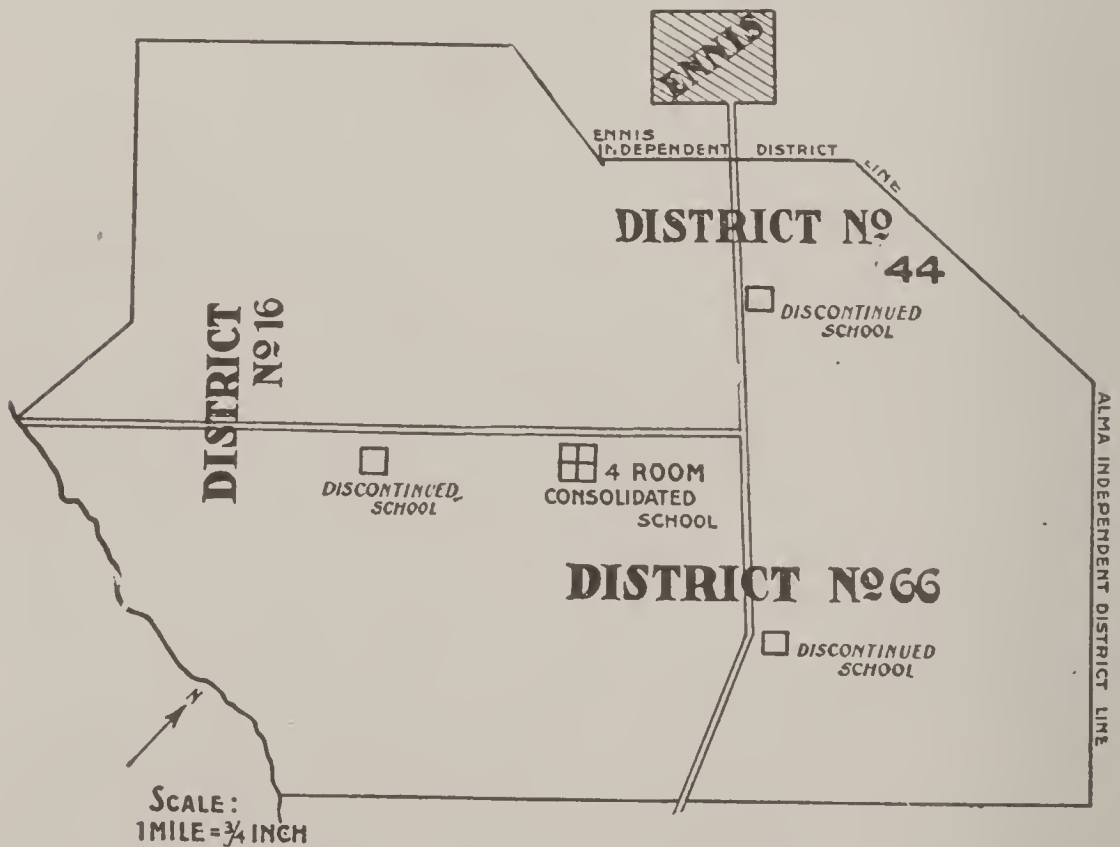 ENNIS
ENNIS
INDEPENDENT DISTRICT LINE
DISTRICT Nº
44
DISCONTINUED
SCHOOL
DISTRICT
Nº 16
DISCONTINUED
SCHOOL
4 ROOM
CONSOLIDATED
SCHOOL
ALMA INDEPENDENT DISTRICT LINE
DISTRICT Nº 66
DISCONTINUED
SCHOOL
N
SCALE:
1 MILE = ¾ INCH